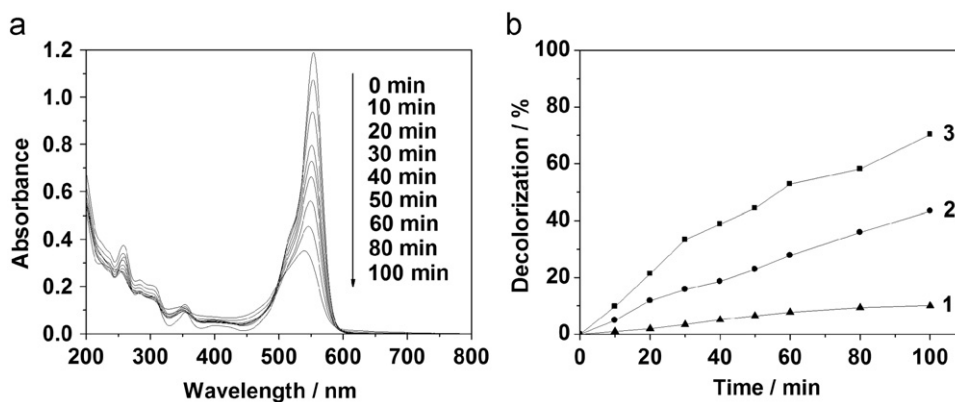 a
1.2
1.0
0.8
0.6
0.4
0.2
0.0
Absorbance
0 min
10 min
20 min
30 min
40 min
50 min
60 min
80 min
100 min
200 300 400 500 600 700 800
Wavelength / nm
b
100
80
60
40
20
0
Decolorization / %
3
2
1
0 20 40 60 80 100
Time / min